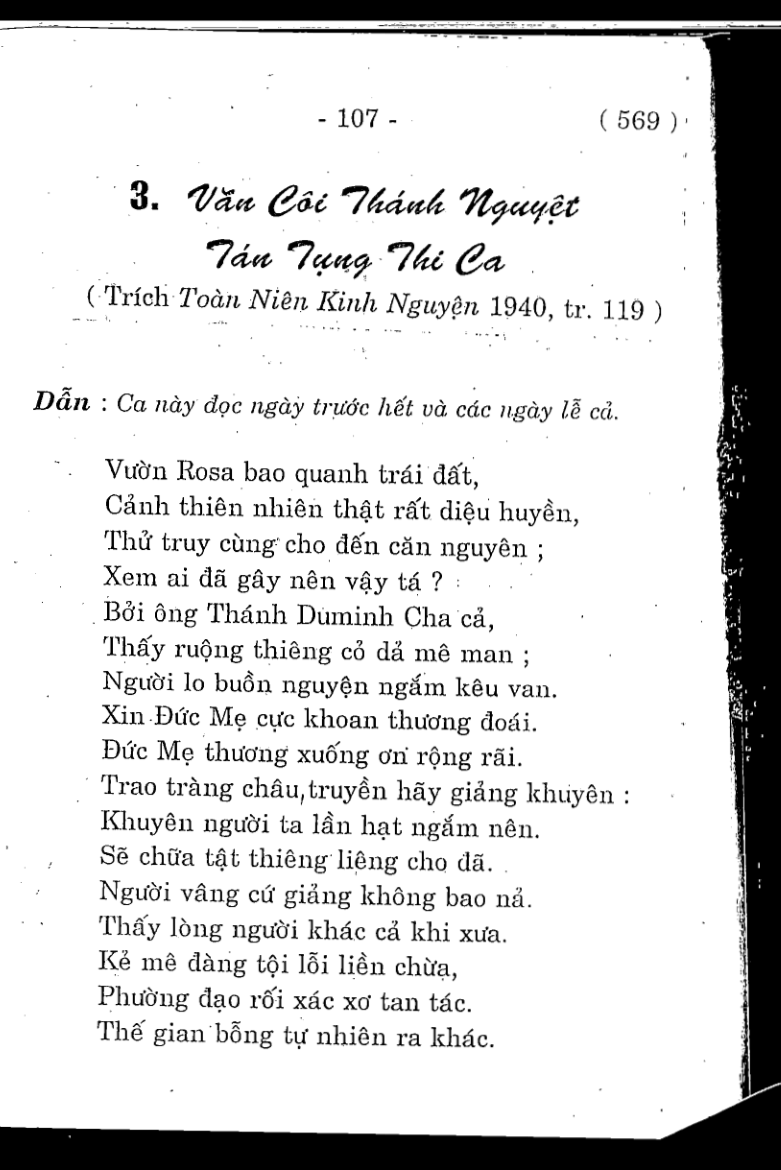 - 107 - ( 569 )
3. Văn Côi Thánh Nguyệt
Tán Tụng Thi Ca
( Trích Toàn Niên Kinh Nguyện 1940, tr. 119 )
Dẫn : Ca này đọc ngày trước hết và các ngày lễ cả.
Vườn Rosa bao quanh trái đất,
Cảnh thiên nhiên thật rất diệu huyền,
Thử truy cùng cho đến căn nguyên ;
Xem ai đã gây nên vậy tá ?
Bởi ông Thánh Duminh Cha cả,
Thấy ruộng thiêng cỏ dả mê man ;
Người lo buồn nguyện ngắm kêu van.
Xin Đức Mẹ cực khoan thương đoái.
Đức Mẹ thương xuống ơn rộng rãi.
Trao tràng châu,truyền hãy giảng khuyên :
Khuyên người ta lần hạt ngắm nên.
Sẽ chữa tật thiêng liêng cho đã.
Người vâng cứ giảng không bao nả.
Thấy lòng người khác cả khi xưa.
Kẻ mê đàng tội lỗi liền chừa,
Phường đạo rối xác xơ tan tác.
Thế gian bỗng tự nhiên ra khác.